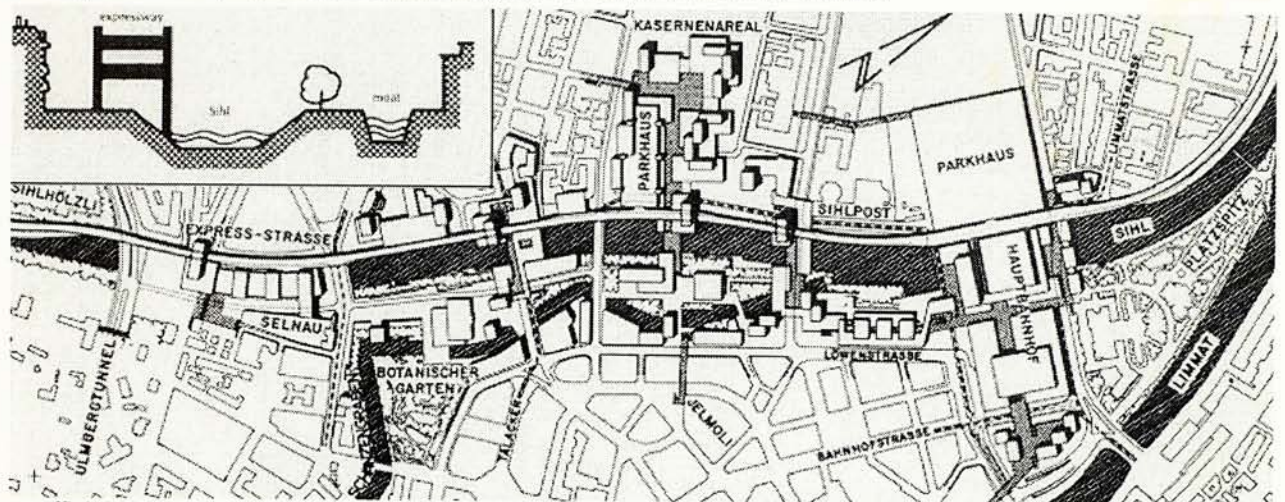 expressway
Sihl
moat
KASERNENAREAL
PARKHAUS
PARKHAUS
LIMMATSTRASSE
SIHLPOST
SIHLHÖLZLI
EXPRESS-STRASSE
SIHL
PLATZSPITZ
HAUPTBAHNHOF
SELNAU
LÖWENSTRASSE
LIMMAT
BOTANISCHER
GARTEN
ULMBERGTUNNEL
TALACKER
JELMOLI
BAHNHOFSTRASSE